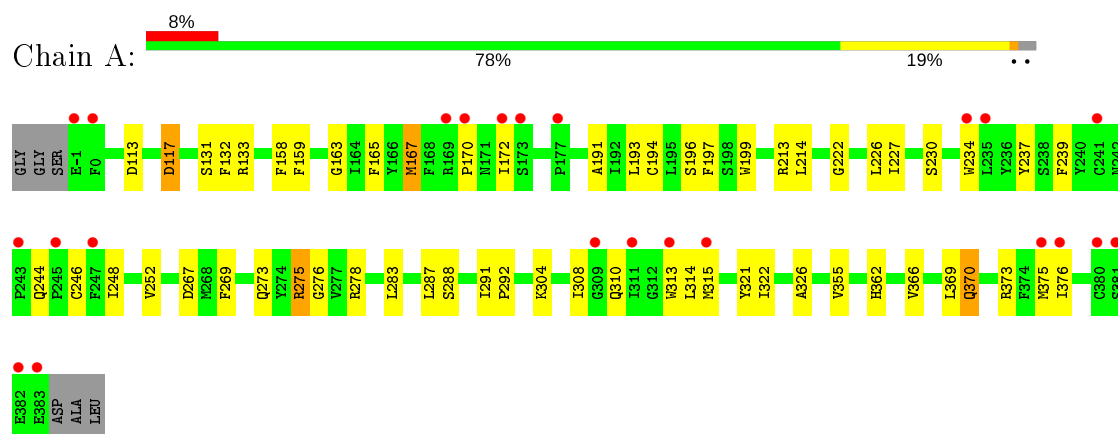 8%
Chain A:
78% 19% • •
GLY GLY SER E-1 F0 D113 D117 S131 F132 R133 F158 F159 G163 I164 F165 Y166 M167 F168 R169 P170 N171 I172 S173 P177 A191 I192 L193 C194 L195 S196 F197 S198 W199 R213 L214 G222 L226 I227 S230 W234 L235 Y236 Y237 S238 F239 Y240 C241 N242
P243 Q244 P245 C246 F247 I248 V252 D267 M268 F269 Q273 Y274 R275 G276 V277 R278 L283 L287 S288 I291 P292 K304 I308 G309 Q310 I311 G312 W313 L314 M315 Y321 I322 A326 V355 H362 V366 L369 Q370 R373 F374 M375 I376 C380 S381
E382 E383 ASP ALA LEU